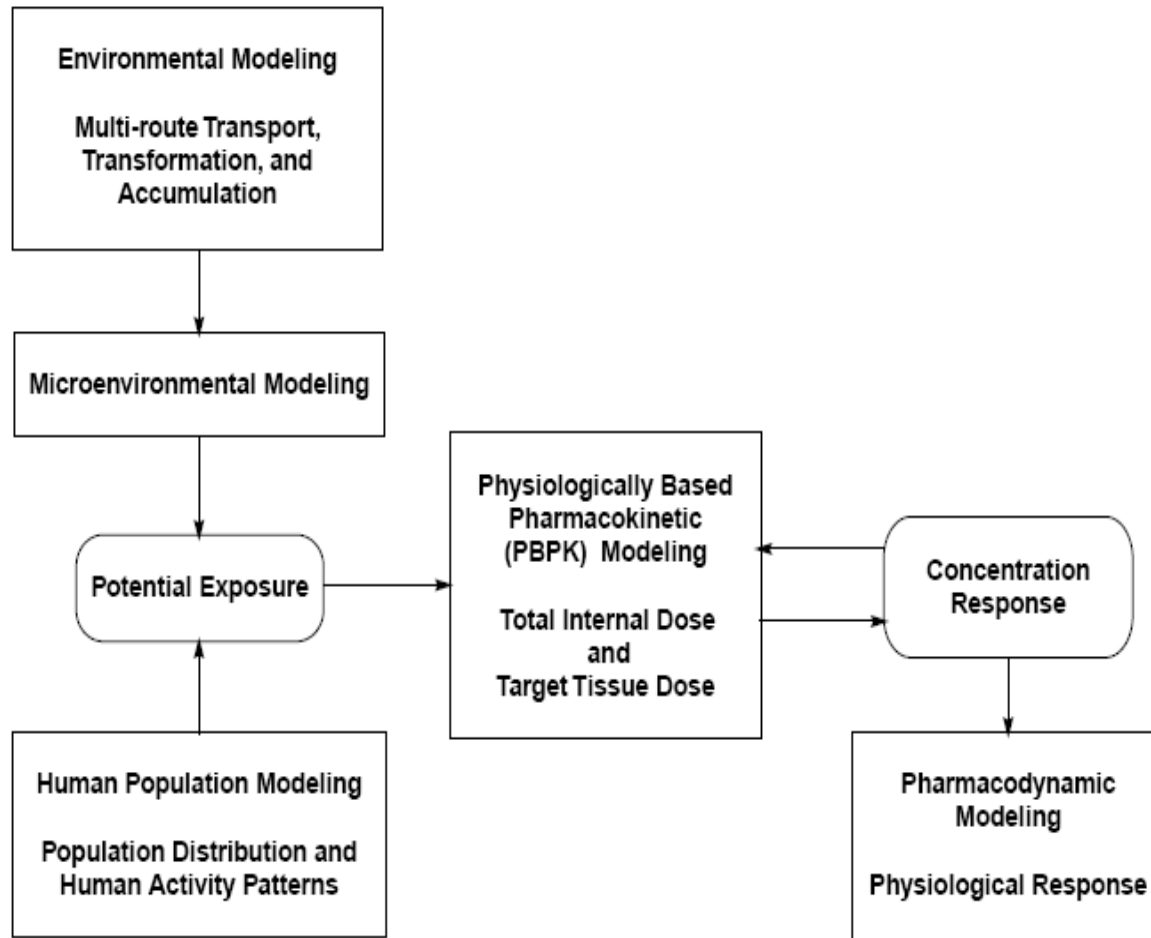 Environmental Modeling
Multi-route Transport,
Transformation, and
Accumulation
Microenvironmental Modeling
Potential Exposure
Human Population Modeling
Population Distribution and
Human Activity Patterns
Physiologically Based
Pharmacokinetic
(PBPK) Modeling
Total Internal Dose
and
Target Tissue Dose
Concentration
Response
Pharmacodynamic
Modeling
Physiological Response